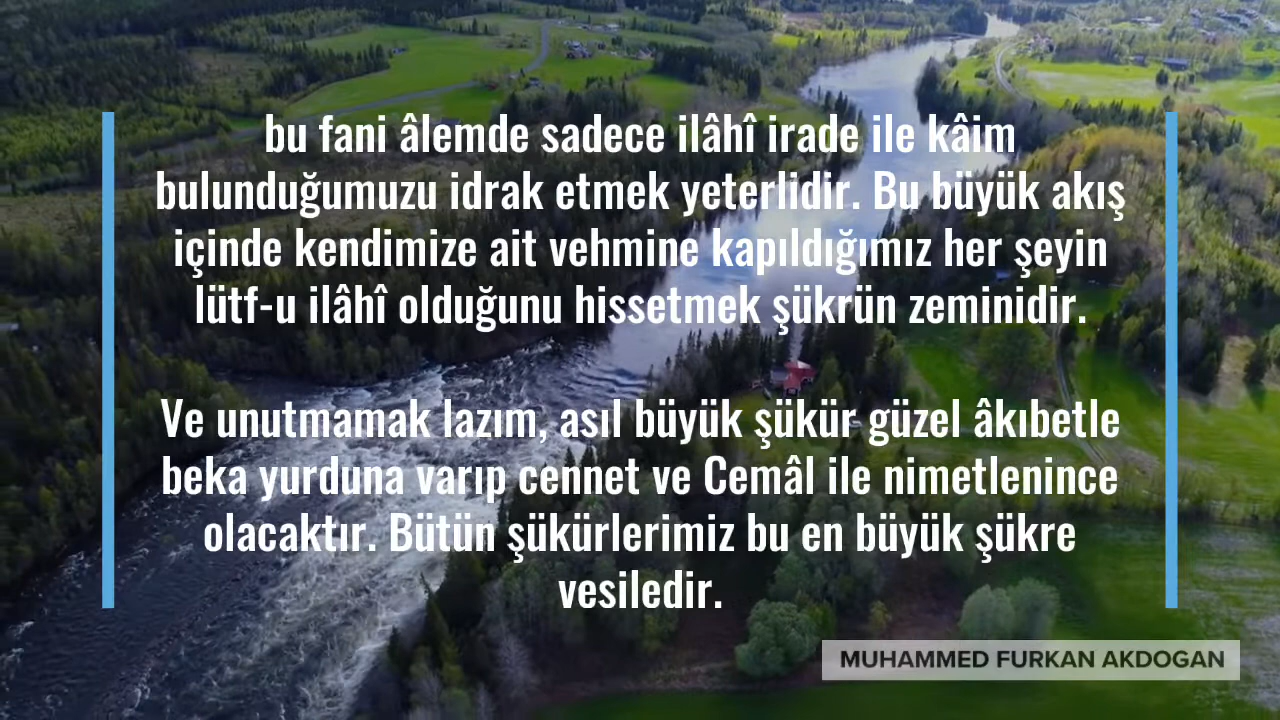 bu fani âlemde sadece ilâhî irade ile kâim
bulunduğumuzu idrak etmek yeterlidir. Bu büyük akış
içinde kendimize ait vehmine kapıldığımız her şeyin
lütf-u ilâhî olduğunu hissetmek şükrün zeminidir.
Ve unutmamak lazım, asıl büyük şükür güzel âkıbetle
beka yurduna varıp cennet ve Cemâl ile nimetlenince
olacaktır. Bütün şükürlerimiz bu en büyük şükre
vesiledir.
MUHAMMED FURKAN AKDOGAN